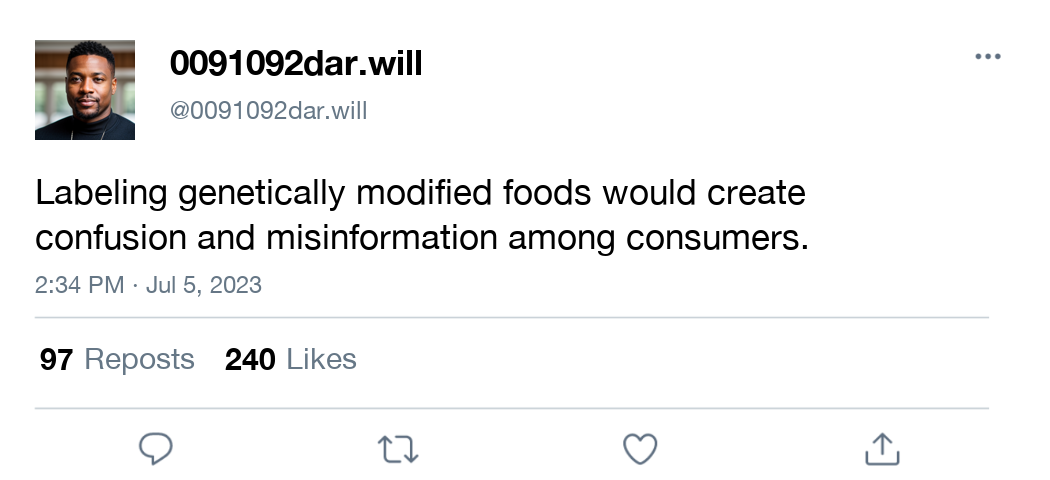 0091092dar.will
@0091092dar.will
Labeling genetically modified foods would create
confusion and misinformation among consumers.
2:34 PM · Jul 5, 2023
97 Reposts 240 Likes